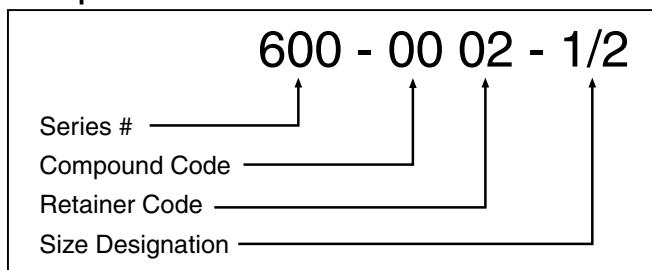 600 - 00 02 - 1/2
Series #
Compound Code
Retainer Code
Size Designation